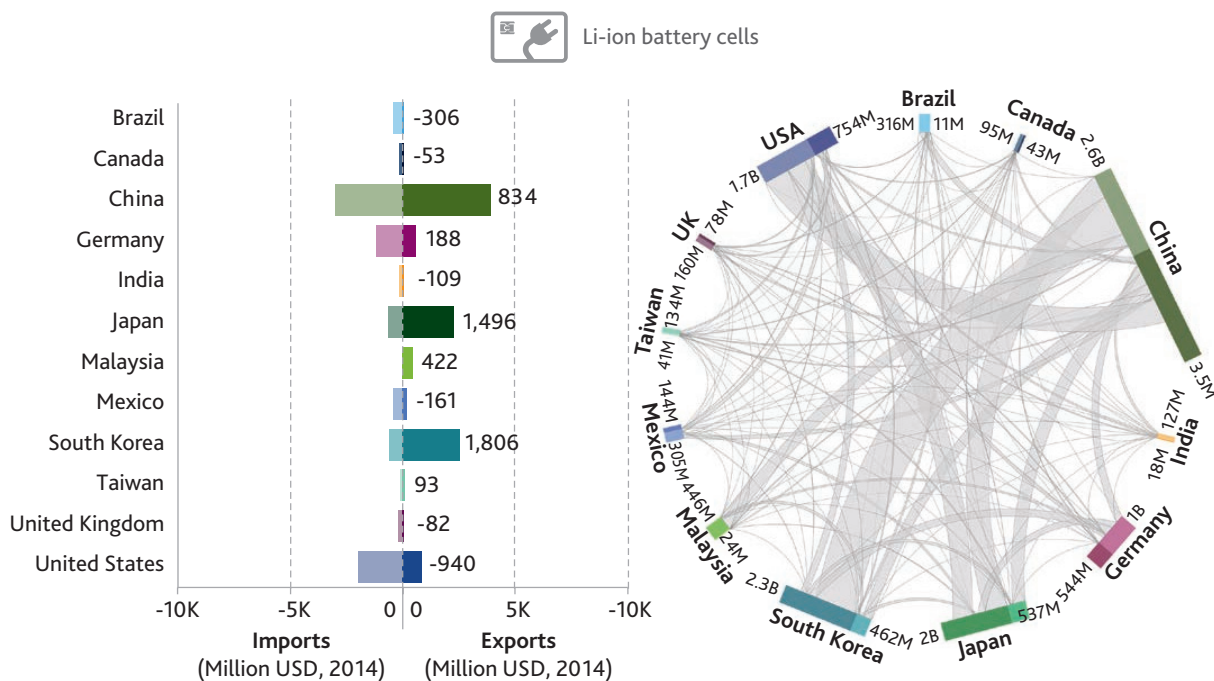 Li-ion battery cells
Brazil
-306
Canada
-53
China
834
Germany
188
India
-109
Japan
1,496
Malaysia
422
Mexico
-161
South Korea
1,806
Taiwan
93
United Kingdom
-82
United States
-940
-10K
-5K
0
0
5K
-10K
Imports
(Million USD, 2014)
Exports
(Million USD, 2014)
Brazil
316M
11M
Canada
95M
43M
2.6B
China
3.5M
127M
India
18M
1B
Germany
544M
537M
Japan
2B
462M
South Korea
2.3B
24M
Malaysia
446M
305M
Mexico
144M
41M
Taiwan
134M
160M
UK
78M
1.7B
USA
754M